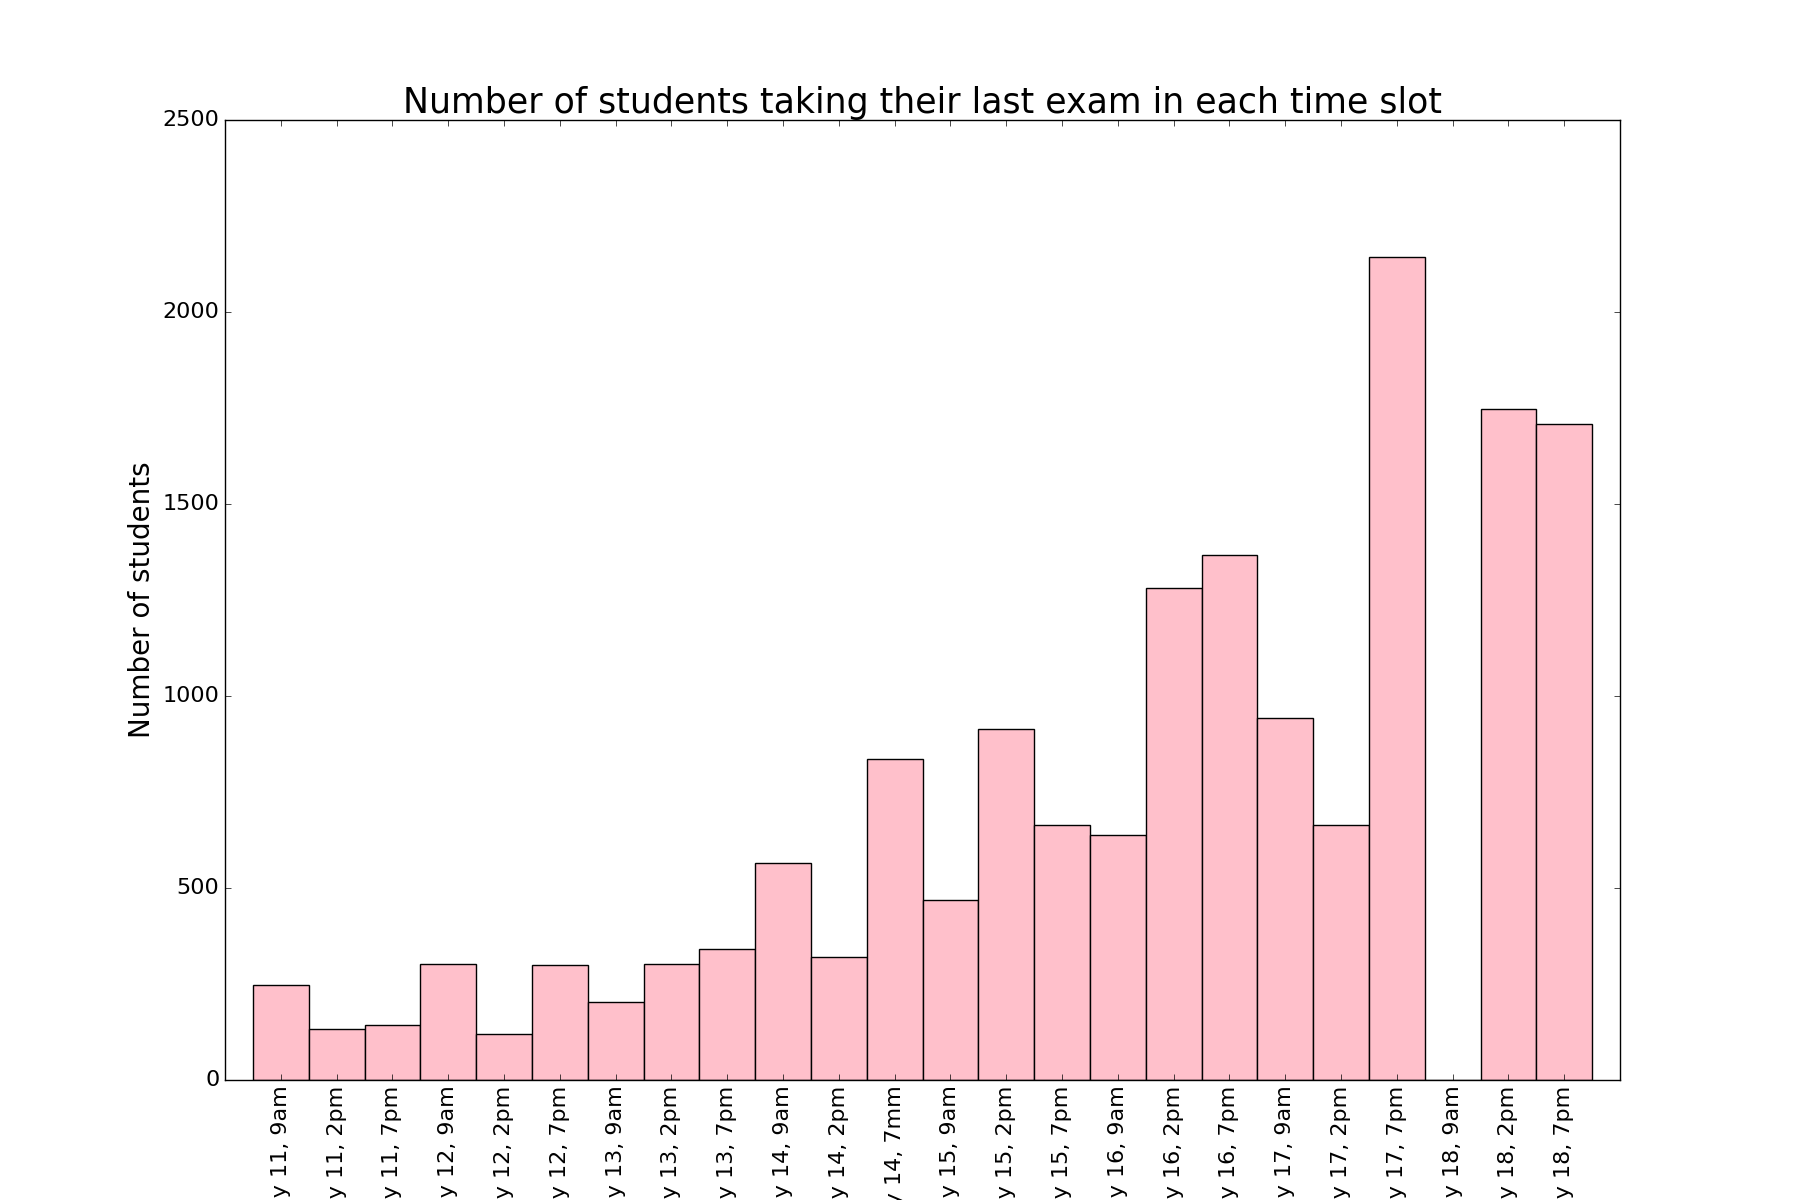 Number of students taking their last exam in each time slot
2500
2000
1500
1000
500
0
Number of students
y 11, 9am
y 11, 2pm
y 11, 7pm
y 12, 9am
y 12, 2pm
y 12, 7pm
y 13, 9am
y 13, 2pm
y 13, 7pm
y 14, 9am
y 14, 2pm
y 14, 7mm
y 15, 9am
y 15, 2pm
y 15, 7pm
y 16, 9am
y 16, 2pm
y 16, 7pm
y 17, 9am
y 17, 2pm
y 17, 7pm
y 18, 9am
y 18, 2pm
y 18, 7pm